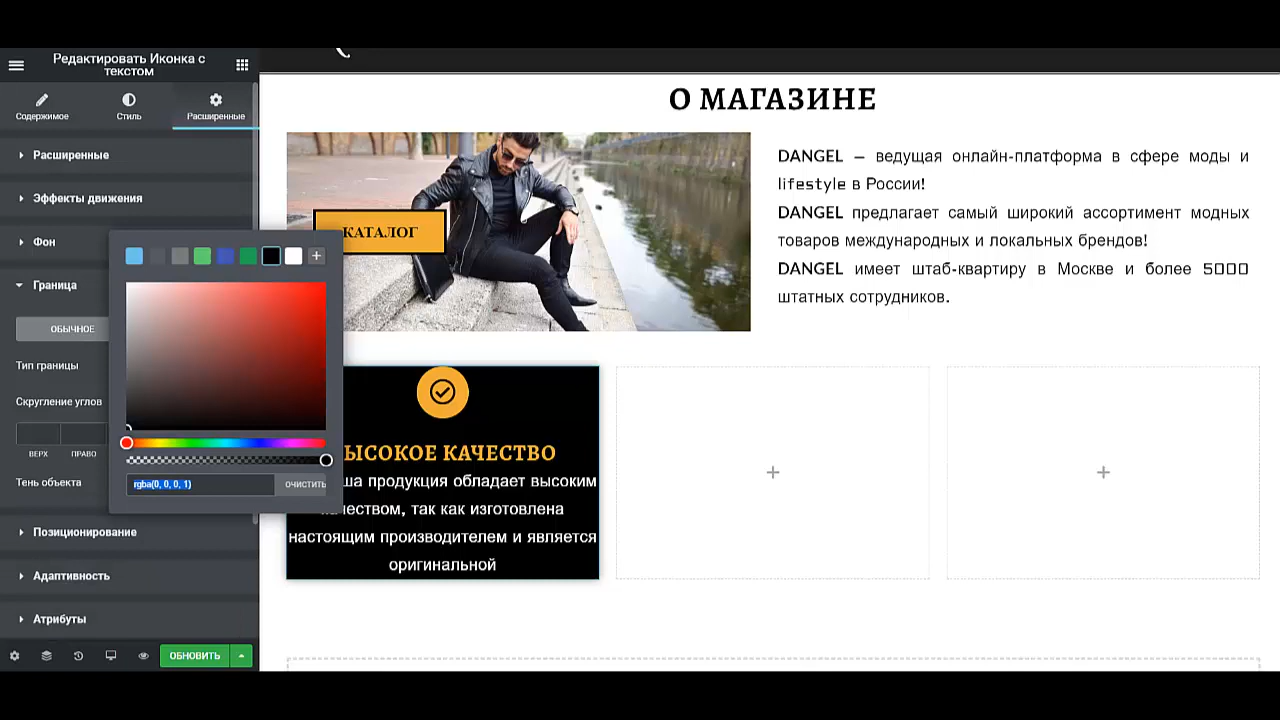 Редактировать Иконка с
текстом
Содержимое
Стиль
Расширенные
Расширенные
Эффекты движения
Фон
Граница
ОБЫЧНОЕ
Тип границы
Скругление углов
ВЕРХ
ПРАВО
Тень объекта
rgba(0, 0, 0, 1)
ОЧИСТИТЬ
Позиционирование
Адаптивность
Атрибуты
ОБНОВИТЬ
О МАГАЗИНЕ
КАТАЛОГ
DANGEL – ведущая онлайн-платформа в сфере моды и
lifestyle в России!
DANGEL предлагает самый широкий ассортимент модных
товаров международных и локальных брендов!
DANGEL имеет штаб-квартиру в Москве и более 5000
штатных сотрудников.
ЫСОКОЕ КАЧЕСТВО
ша продукция обладает высоким
чеством, так как изготовлена
настоящим производителем и является
оригинальной